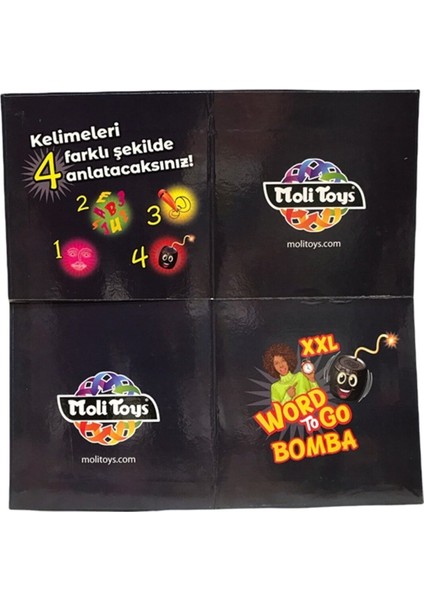 Kelimeleri
4 farklı şekilde
anlatacaksınız!
2
3
1
4
Moli Toys
molitoys.com
Moli Toys
molitoys.com
XXL
WORD
TO GO
BOMBA